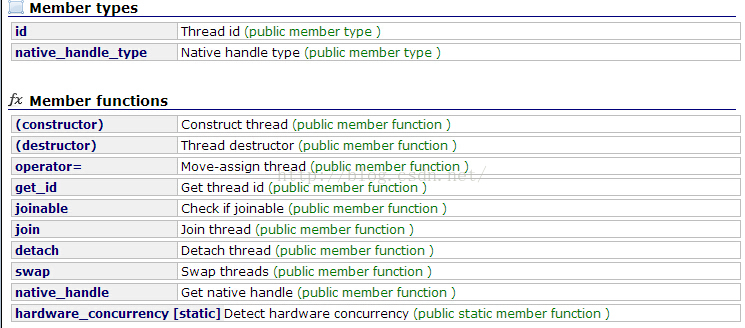 Member types
id Thread id (public member type )
native_handle_type Native handle type (public member type )
fx Member functions
(constructor) Construct thread (public member function )
(destructor) Thread destructor (public member function )
operator= Move-assign thread (public member function )
http://blog.csdn.net/
get_id Get thread id (public member function )
joinable Check if joinable (public member function )
join Join thread (public member function )
detach Detach thread (public member function )
swap Swap threads (public member function )
native_handle Get native handle (public member function )
hardware_concurrency [static] Detect hardware concurrency (public static member function )